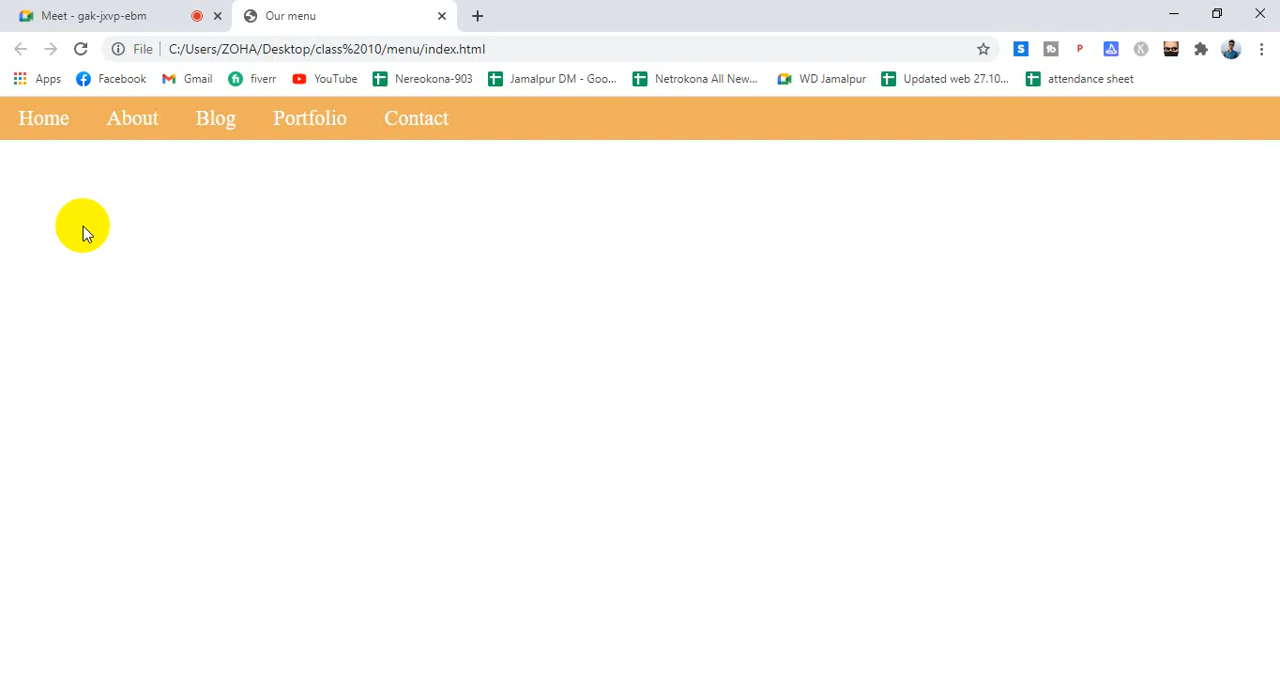 Meet - gak-jxvp-ebm
Our menu
File
C:/Users/ZOHA/Desktop/class%2010/menu/index.html
Apps
Facebook
Gmail
fiverr
YouTube
Nereokona-903
Jamalpur DM - Goo...
Netrokona All New...
WD Jamalpur
Updated web 27.10...
attendance sheet
Home
About
Blog
Portfolio
Contact